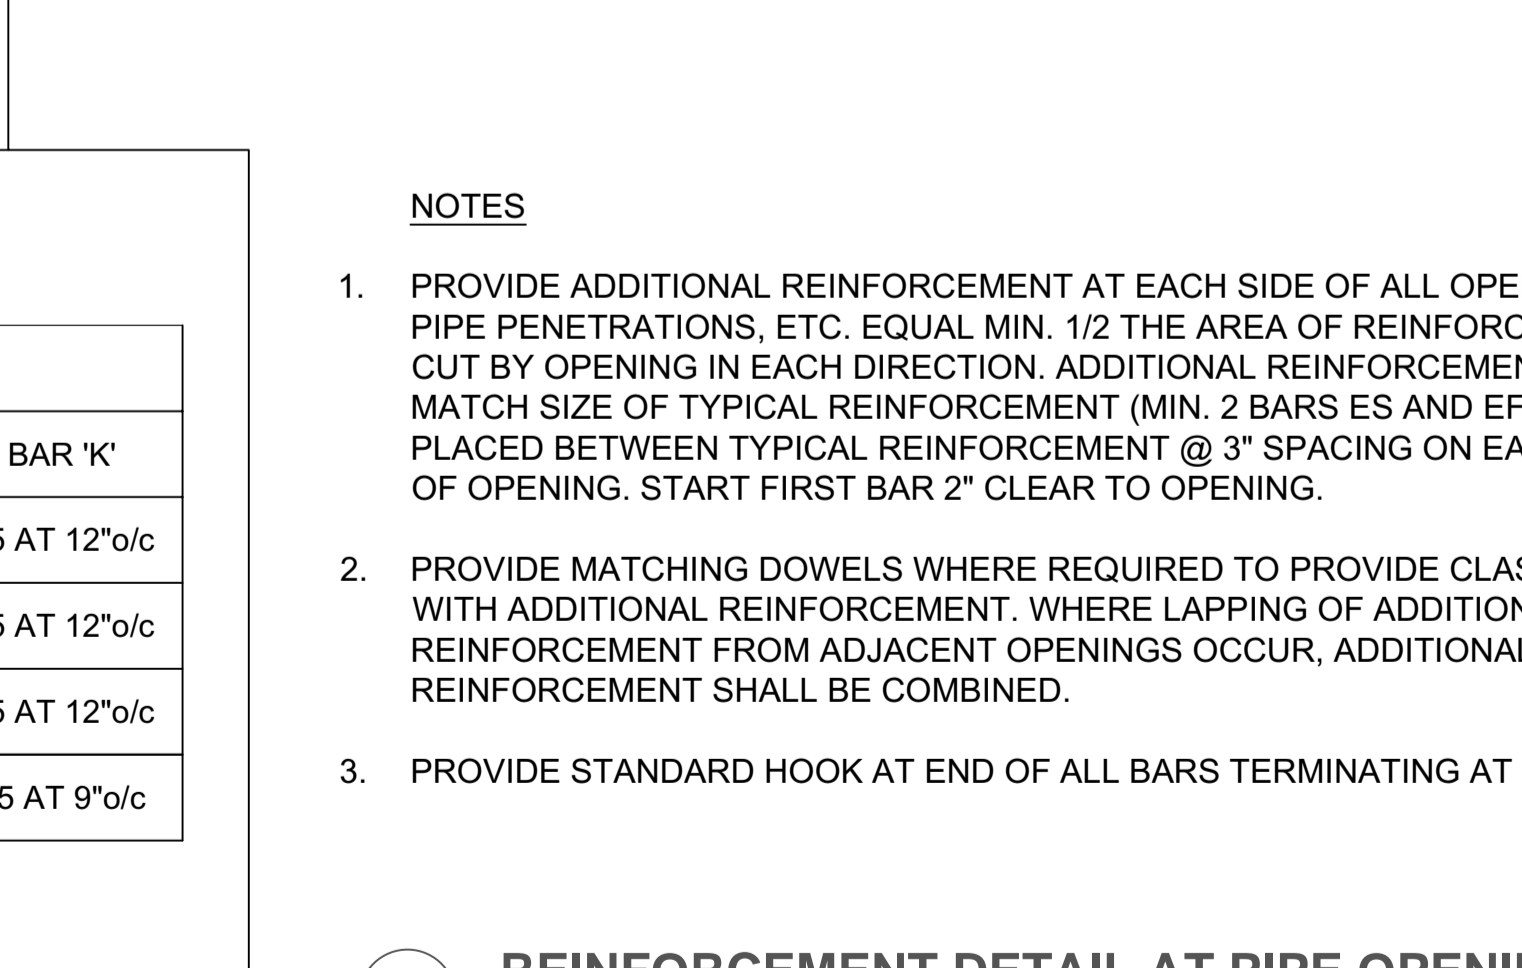 NOTES
1. PROVIDE ADDITIONAL REINFORCEMENT AT EACH SIDE OF ALL OPE
PIPE PENETRATIONS, ETC. EQUAL MIN. 1/2 THE AREA OF REINFORC
CUT BY OPENING IN EACH DIRECTION. ADDITIONAL REINFORCEMEN
MATCH SIZE OF TYPICAL REINFORCEMENT (MIN. 2 BARS ES AND EF
PLACED BETWEEN TYPICAL REINFORCEMENT @ 3" SPACING ON EA
OF OPENING. START FIRST BAR 2" CLEAR TO OPENING.
2. PROVIDE MATCHING DOWELS WHERE REQUIRED TO PROVIDE CLAS
WITH ADDITIONAL REINFORCEMENT. WHERE LAPPING OF ADDITION
REINFORCEMENT FROM ADJACENT OPENINGS OCCUR, ADDITIONAL
REINFORCEMENT SHALL BE COMBINED.
3. PROVIDE STANDARD HOOK AT END OF ALL BARS TERMINATING AT
BAR 'K'
5 AT 12"o/c
5 AT 12"o/c
5 AT 12"o/c
5 AT 9"o/c
REINFORCEMENT DETAIL AT PIPE OPENI